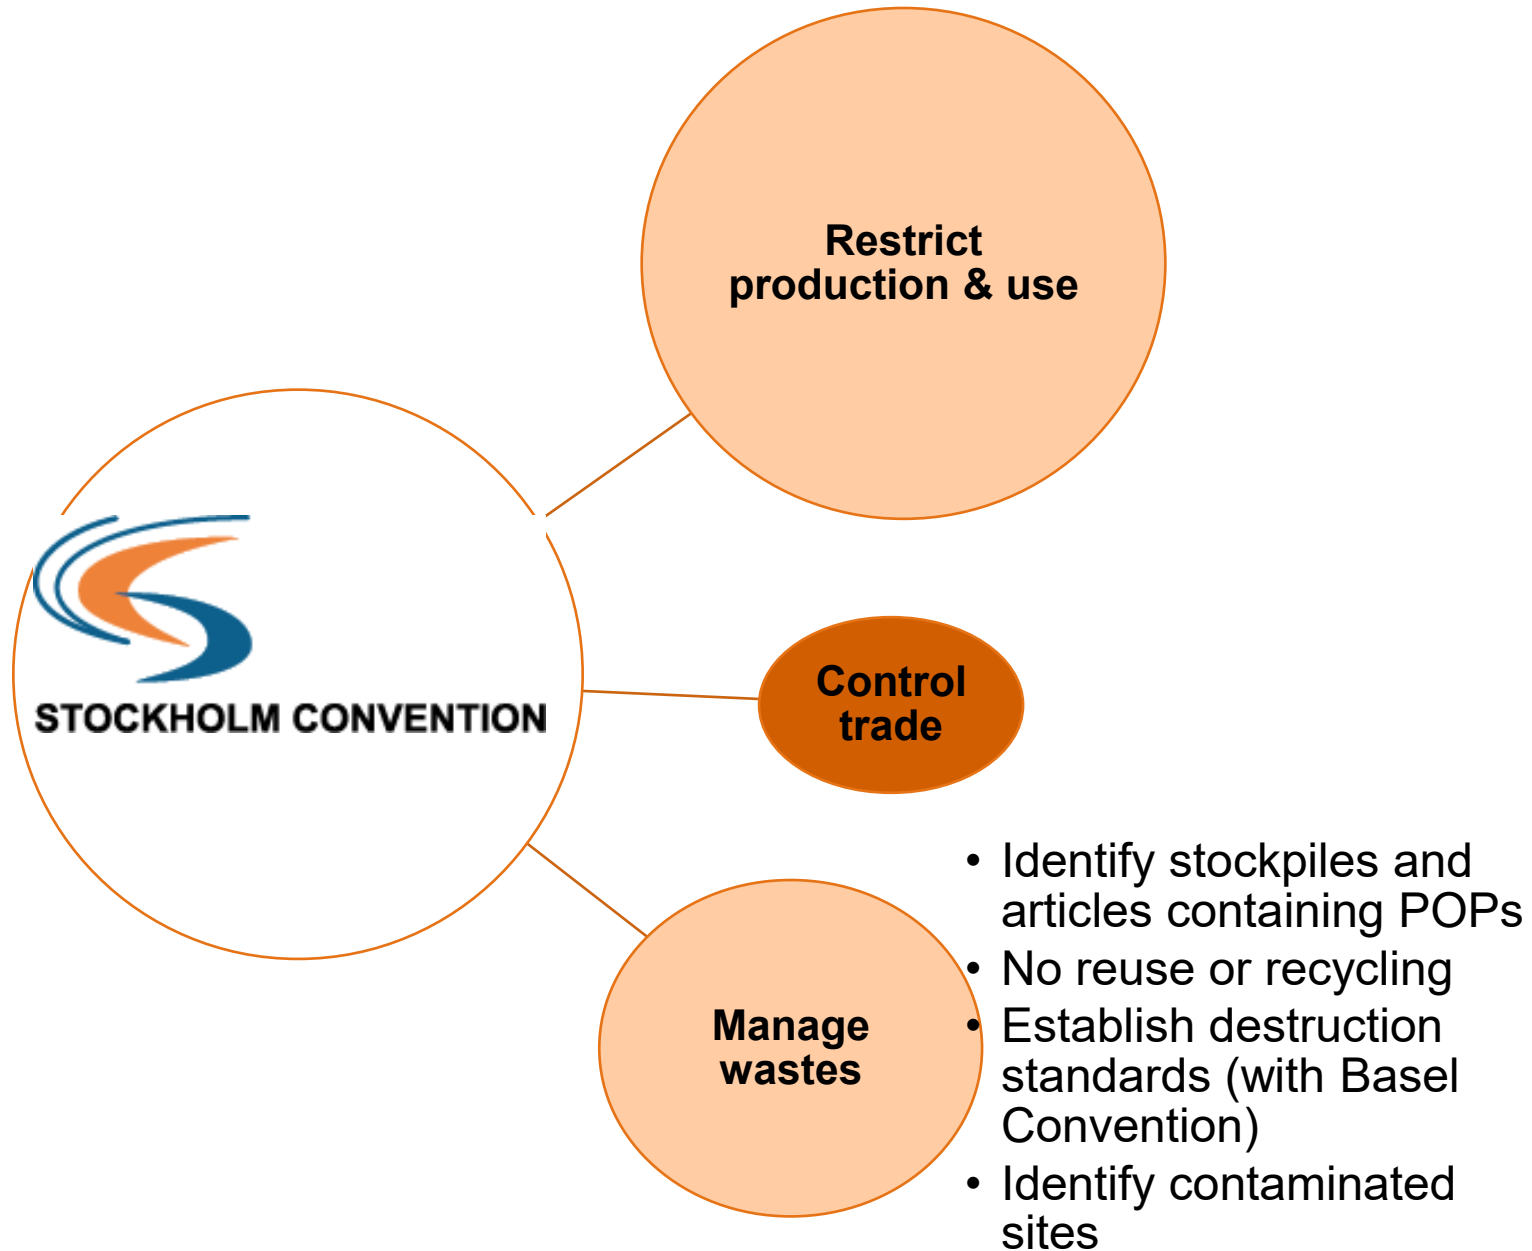 Restrict
production & use
STOCKHOLM CONVENTION
Control
trade
Manage
wastes
• Identify stockpiles and
articles containing POPs
• No reuse or recycling
• Establish destruction
standards (with Basel
Convention)
• Identify contaminated
sites